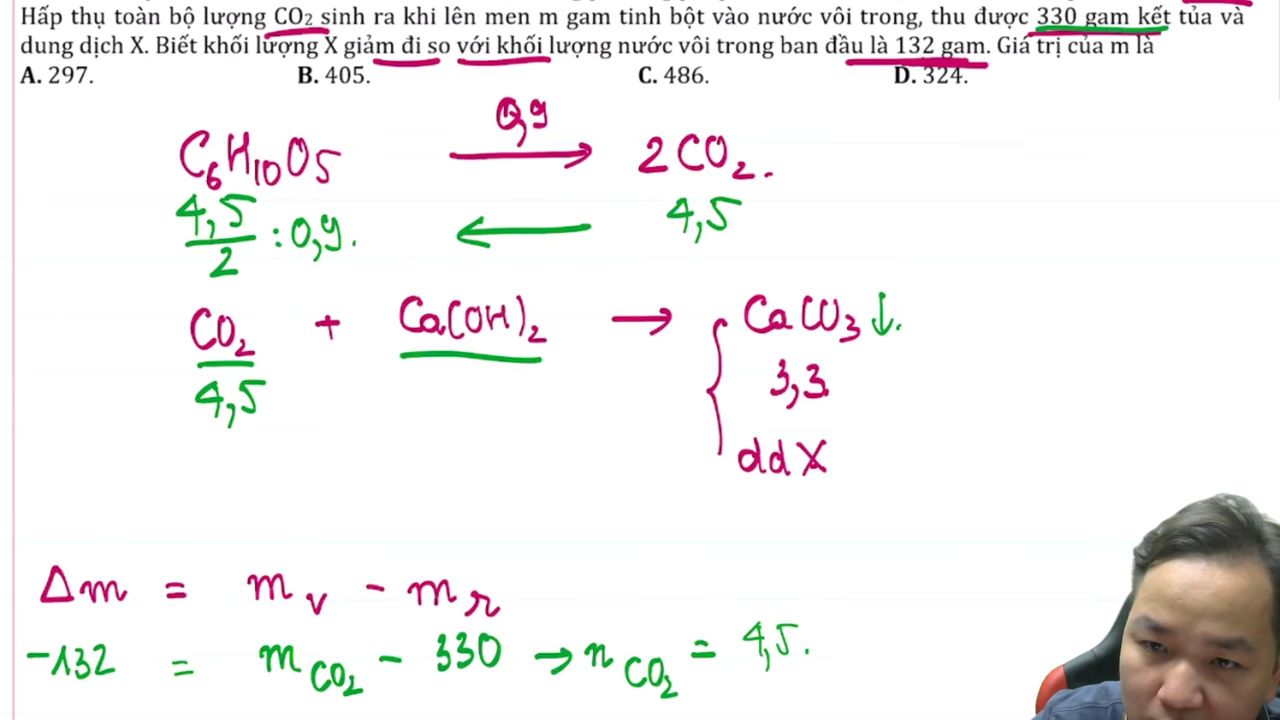 Hấp thụ toàn bộ lượng CO₂ sinh ra khi lên men m gam tinh bột vào nước vôi trong, thu được 330 gam kết tủa và
dung dịch X. Biết khối lượng X giảm đi so với khối lượng nước vôi trong ban đầu là 132 gam. Giá trị của m là
A. 297. B. 405. C. 486. D. 324.
0,9
C₆H₁₀O₅ → 2CO₂.
4,5/2 : 0,9. ← 4,5
CO₂ + Ca(OH)₂ → { CaCO₃ ↓.
4,5 3,3
dd X
Δm = m_v - m_r
-132 = m_CO₂ - 330 → n_CO₂ = 4,5.